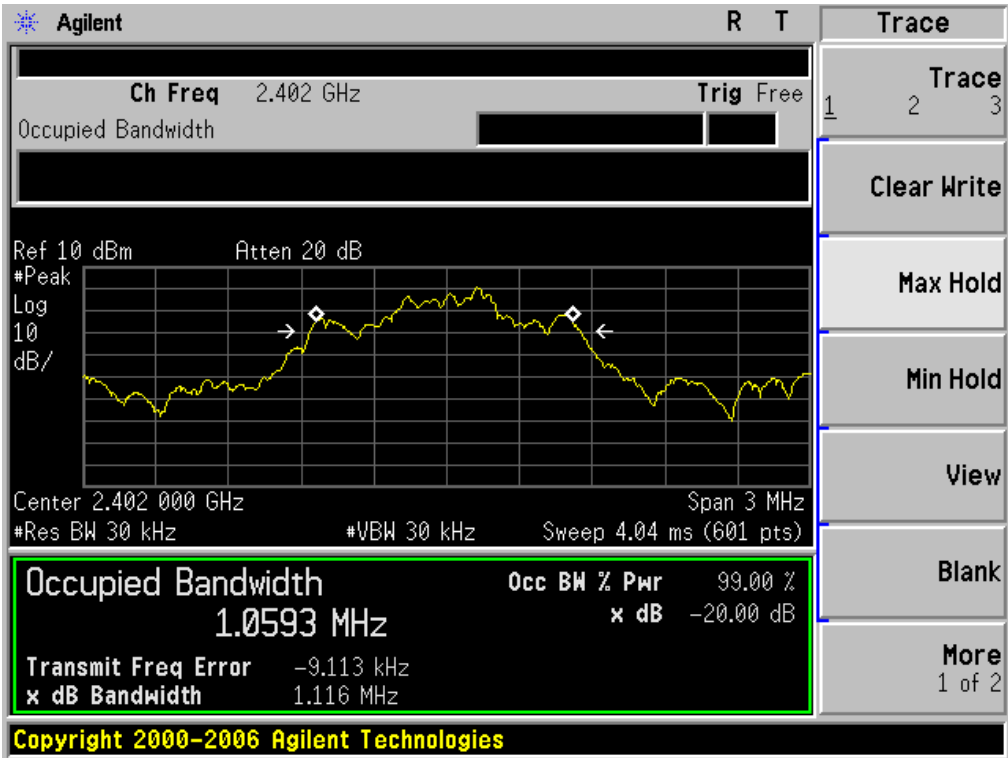 Agilent R T
Ch Freq 2.402 GHz Trig Free
Occupied Bandwidth
Ref 10 dBm Atten 20 dB
#Peak
Log
10
dB/
Center 2.402 000 GHz Span 3 MHz
#Res BW 30 kHz #VBW 30 kHz Sweep 4.04 ms (601 pts)
Occupied Bandwidth Occ BW % Pwr 99.00 %
1.0593 MHz x dB -20.00 dB
Transmit Freq Error -9.113 kHz
x dB Bandwidth 1.116 MHz
Copyright 2000-2006 Agilent Technologies
Trace
Trace
1 2 3
Clear Write
Max Hold
Min Hold
View
Blank
More
1 of 2